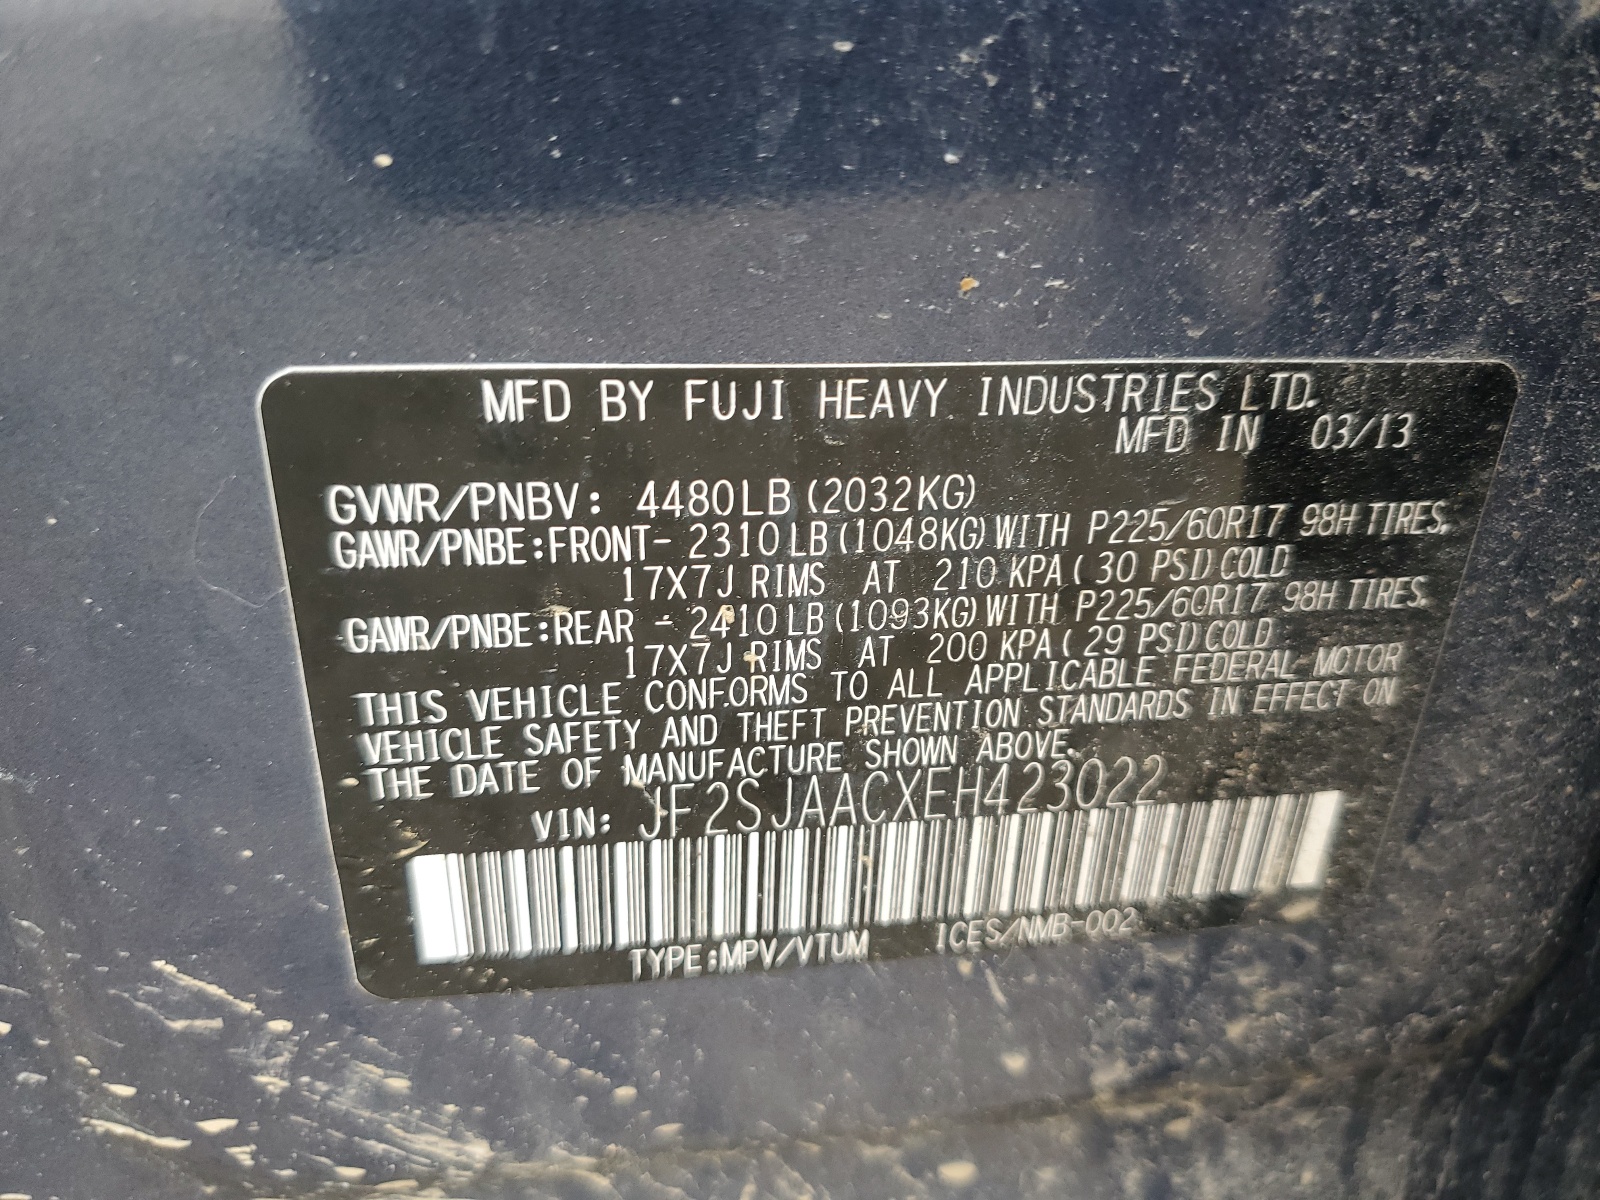 MFD BY FUJI HEAVY INDUSTRIES LTD.
MFD IN 03/13
GVWR/PNBV: 4480LB(2032KG)
GAWR/PNBE:FRONT- 2310LB(1048KG)WITH P225/60R17 98H TIRES,
17X7J RIMS AT 210 KPA( 30 PSI)COLD
GAWR/PNBE:REAR - 2410LB(1093KG)WITH P225/60R17 98H TIRES,
17X7J RIMS AT 200 KPA( 29 PSI)COLD
THIS VEHICLE CONFORMS TO ALL APPLICABLE FEDERAL MOTOR
VEHICLE SAFETY AND THEFT PREVENTION STANDARDS IN EFFECT ON
THE DATE OF MANUFACTURE SHOWN ABOVE.
VIN: JF2SJAACXEH423022
TYPE:MPV/VTUM ICES/NMB-002